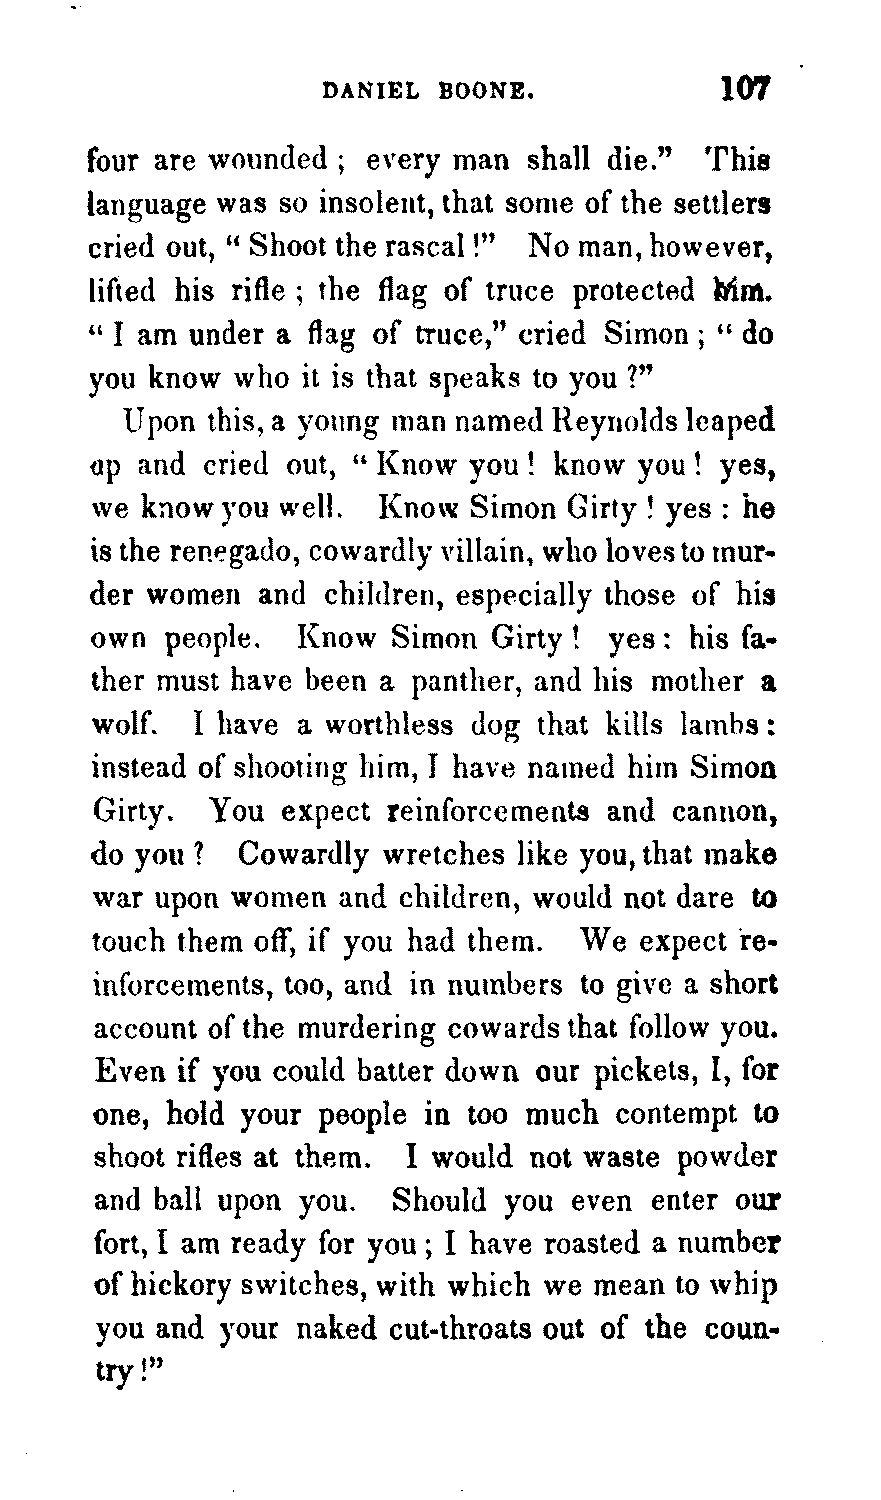 DANIEL BOONE. 107
four are wounded ; every man shall die.” This
language was so insolent, that some of the settlers
cried out, “ Shoot the rascal !” No man, however,
lifted his rifle ; the flag of truce protected him.
“ I am under a flag of truce,” cried Simon ; “ do
you know who it is that speaks to you ?”
Upon this, a young man named Reynolds leaped
up and cried out, “ Know you ! know you ! yes,
we know you well. Know Simon Girty ! yes : he
is the renegado, cowardly villain, who loves to mur-
der women and children, especially those of his
own people. Know Simon Girty ! yes : his fa-
ther must have been a panther, and his mother a
wolf. I have a worthless dog that kills lambs :
instead of shooting him, I have named him Simon
Girty. You expect reinforcements and cannon,
do you ? Cowardly wretches like you, that make
war upon women and children, would not dare to
touch them off, if you had them. We expect re-
inforcements, too, and in numbers to give a short
account of the murdering cowards that follow you.
Even if you could batter down our pickets, I, for
one, hold your people in too much contempt to
shoot rifles at them. I would not waste powder
and ball upon you. Should you even enter our
fort, I am ready for you ; I have roasted a number
of hickory switches, with which we mean to whip
you and your naked cut-throats out of the coun-
try !”